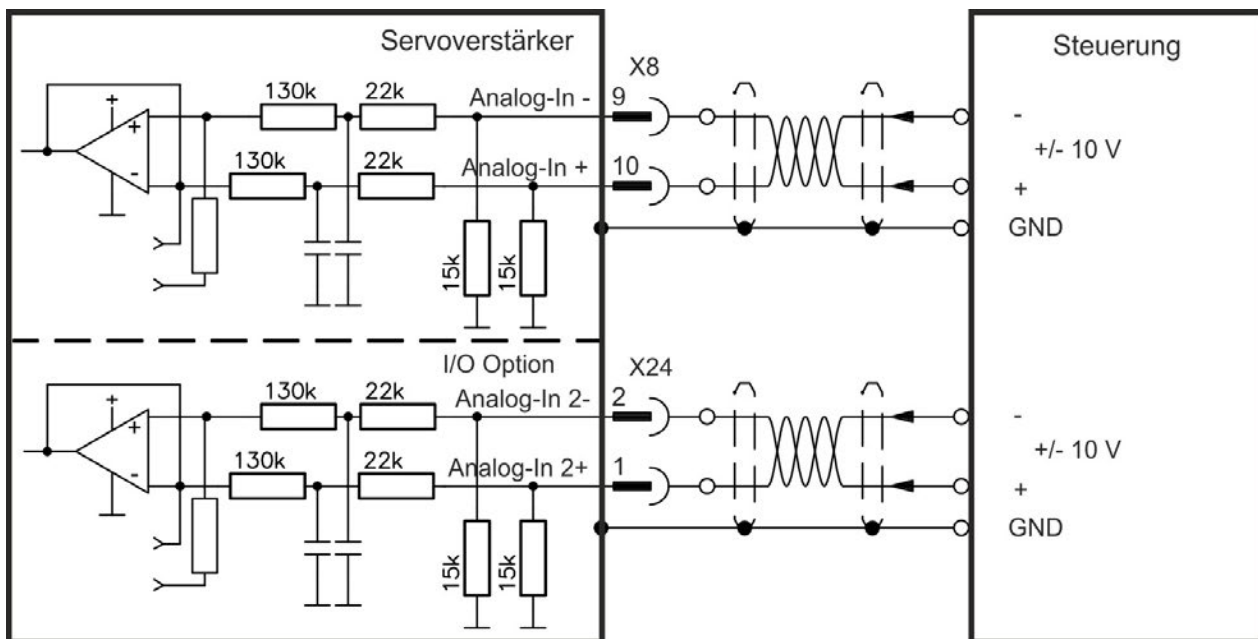 Servoverstärker
Steuerung
X8
130k
22k
Analog-In -
9
-
+
+
+/- 10 V
130k
22k
Analog-In +
10
+
-
GND
15k
15k
I/O Option
X24
130k
22k
Analog-In 2-
2
-
+
+
+/- 10 V
130k
22k
Analog-In 2+
1
+
-
GND
15k
15k